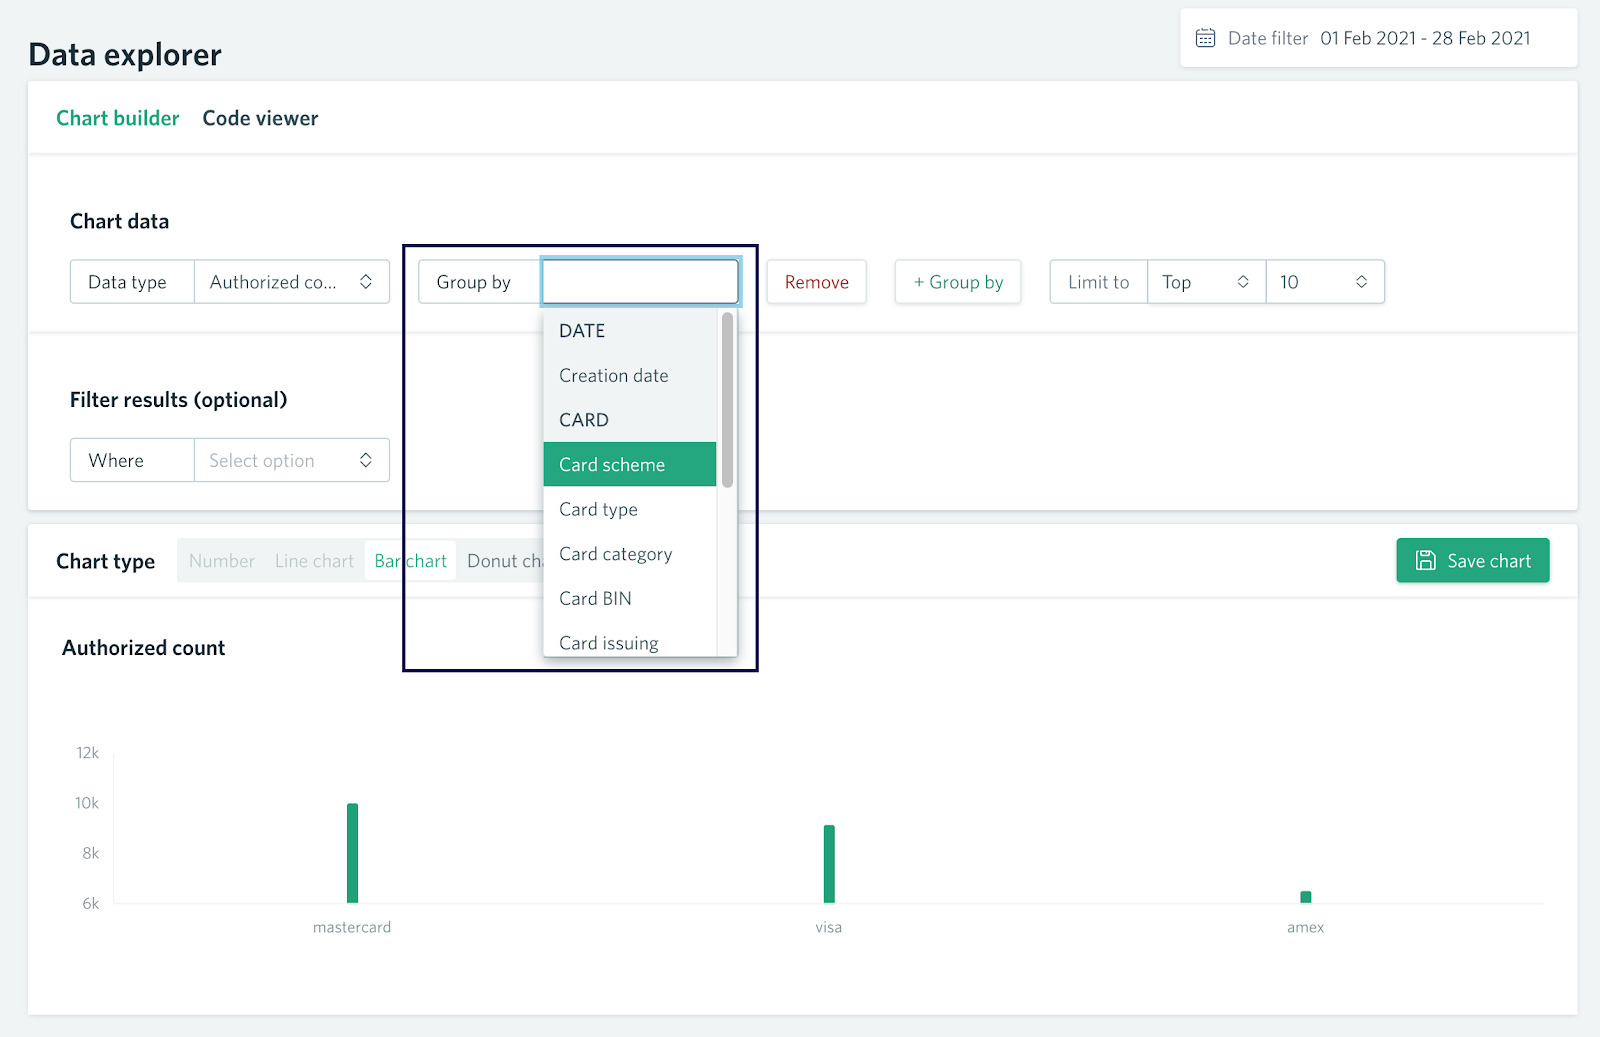 Data explorer
Date filter 01 Feb 2021 - 28 Feb 2021
Chart builder Code viewer
Chart data
Data type Authorized co... Group by Remove + Group by Limit to Top 10
DATE
Creation date
CARD
Card scheme
Card type
Card category
Card BIN
Card issuing
Filter results (optional)
Where Select option
Chart type Number Line chart Bar chart Donut cha
Save chart
Authorized count
12k
10k
8k
6k
mastercard visa amex